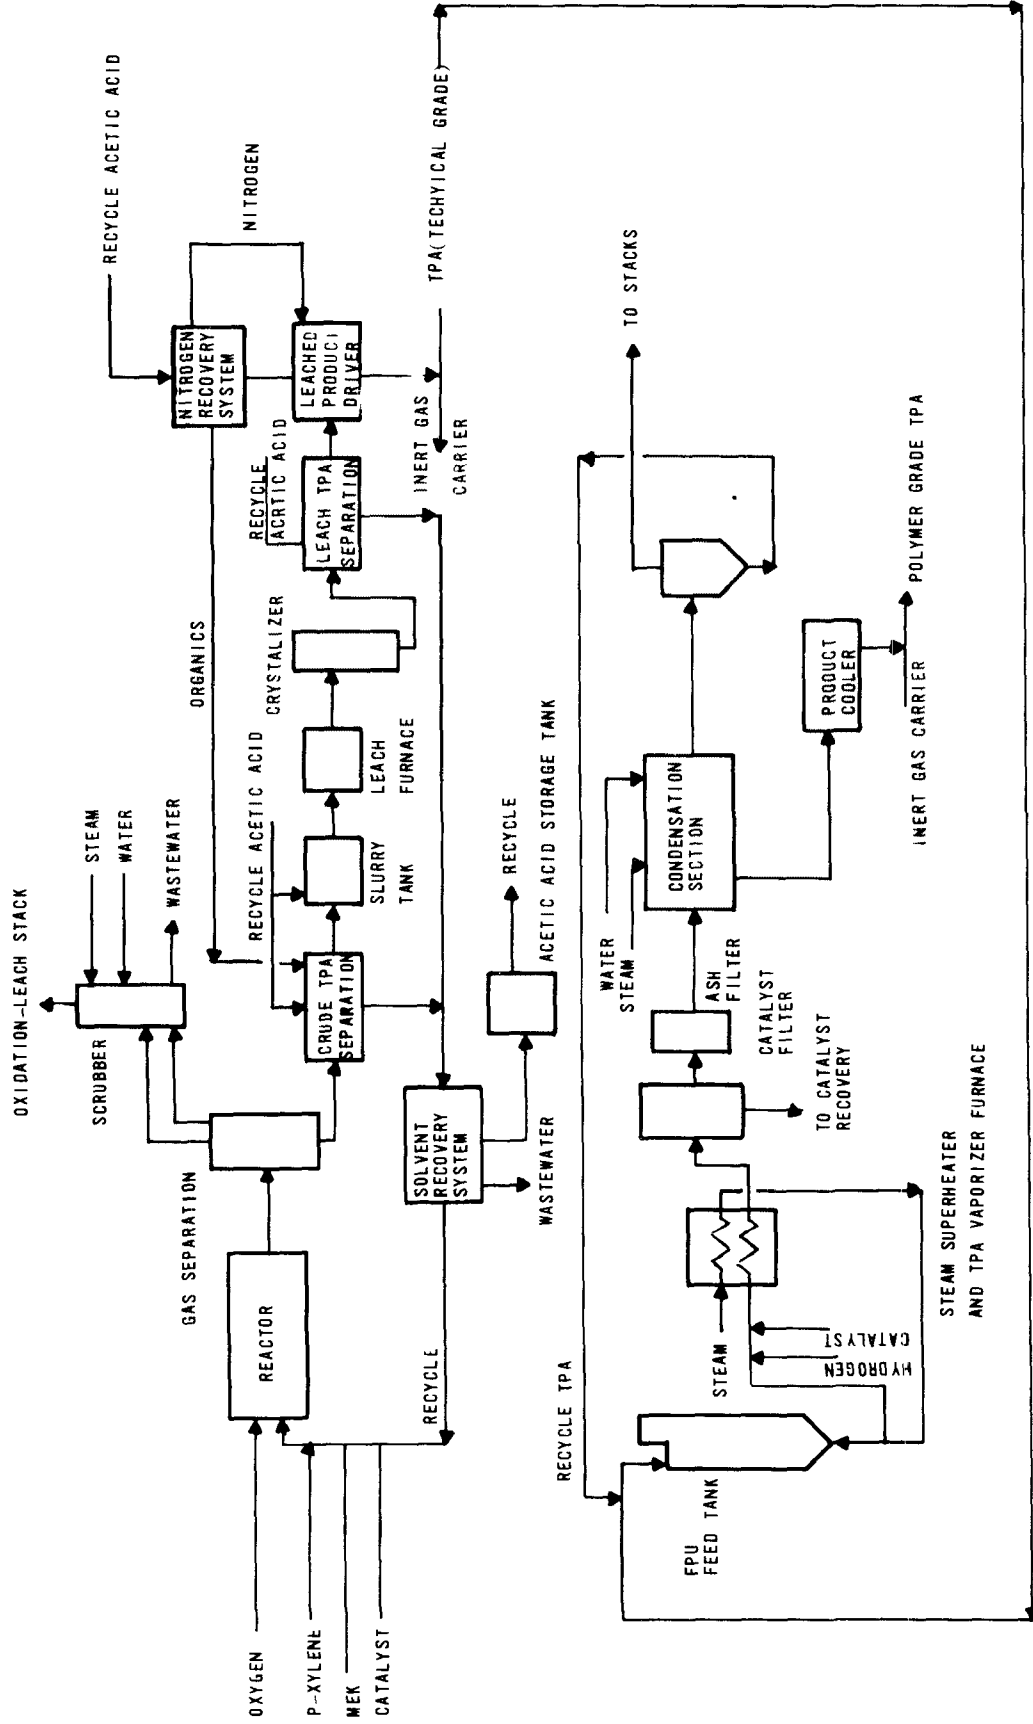 OXIDATION-LEACH STACK
STEAM
WATER
WASTEWATER
SCRUBBER
GAS SEPARATION
REACTOR
OXYGEN
P-XYLENE
MEK
CATALYST
RECYCLE ACETIC ACID
NITROGEN
RECOVERY
SYSTEM
NITROGEN
ORGANICS
RECYCLE ACETIC ACID
CRUDE TPA
SEPARATION
SLURRY
TANK
LEACH
FURNACE
CRYSTALIZER
RECYCLE
ACRTIC ACID
LEACH TPA
SEPARATION
LEACHED
PRODUCT
DRIVER
INERT GAS
CARRIER
TPA(TECHYICAL GRADE)
SOLVENT
RECOVERY
SYSTEM
RECYCLE
WASTEWATER
RECYCLE
ACETIC ACID STORAGE TANK
RECYCLE TPA
FPU
FEED TANK
STEAM
HYDROGEN
CATALYST
STEAM SUPERHEATER
AND TPA VAPORIZER FURNACE
TO CATALYST
RECOVERY
CATALYST
FILTER
ASH
FILTER
WATER
STEAM
CONDENSATION
SECTION
PRODUCT
COOLER
TO STACKS
INERT GAS CARRIER
POLYMER GRADE TPA